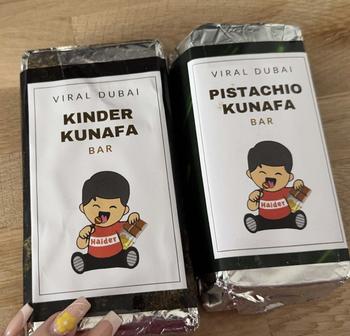 VIRAL DUBAI
KINDER
KUNAFA
BAR
Haider
VIRAL DUBAI
PISTACHIO
KUNAFA
BAR
Haider